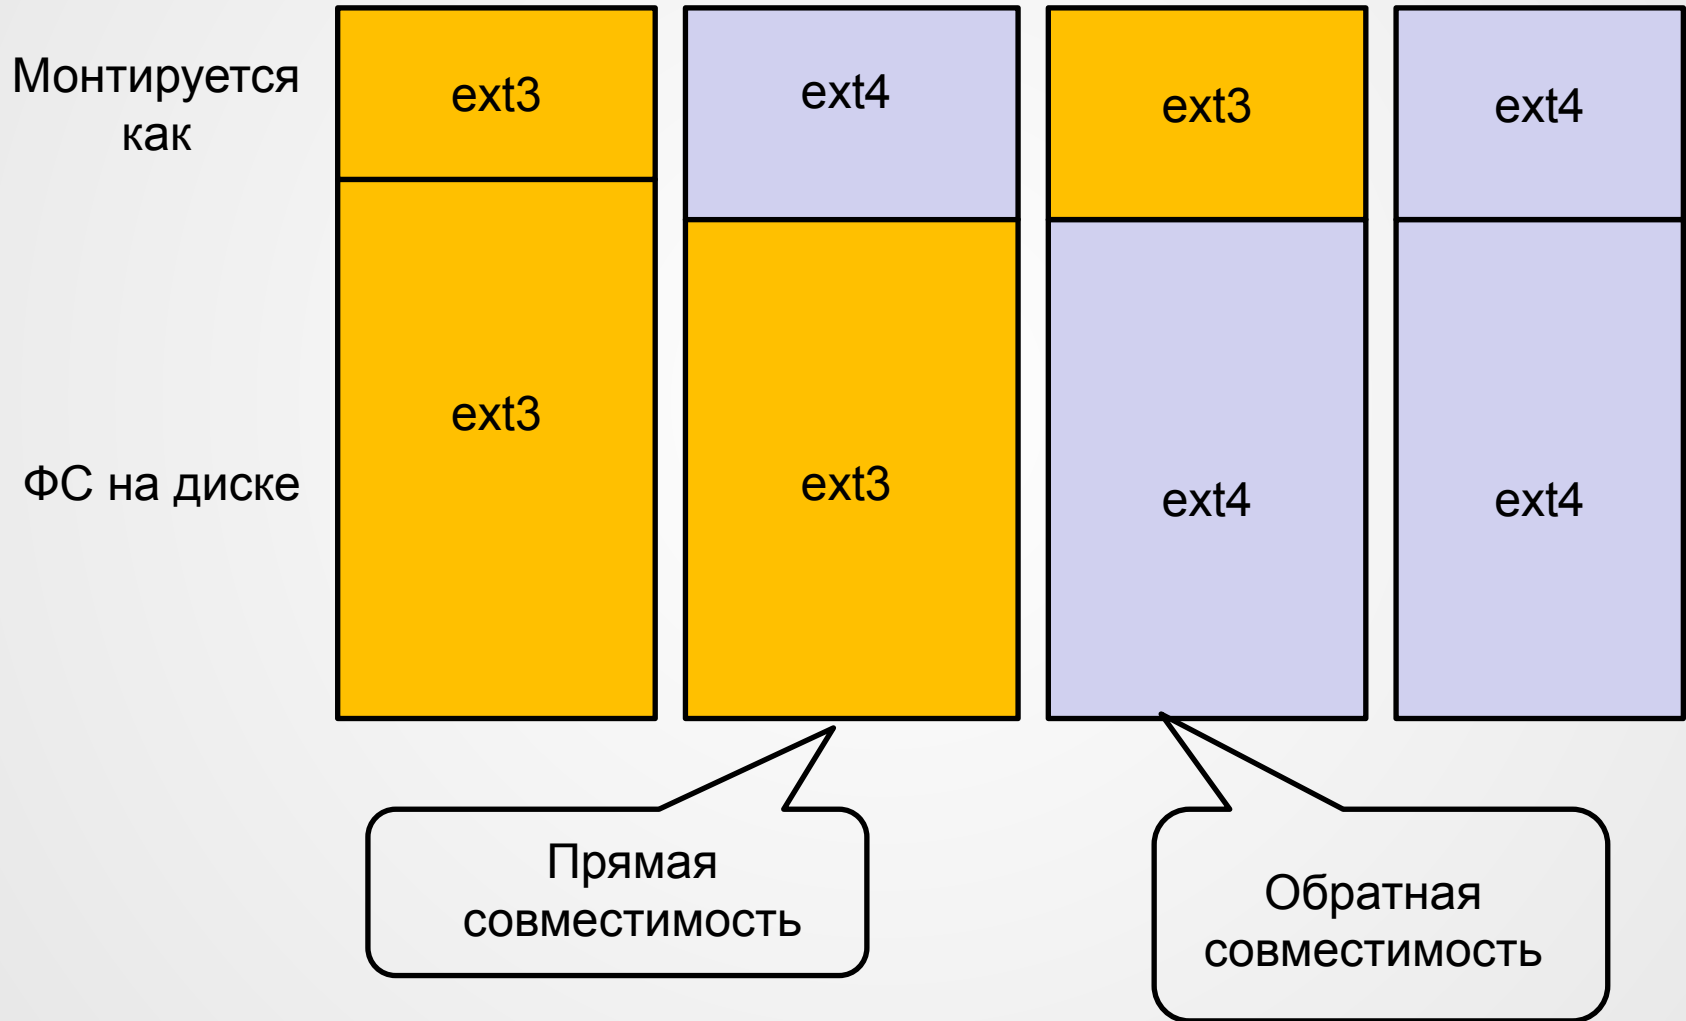 Монтируется
как
ext3
ext4
ext3
ext4
ФС на диске
ext3
ext3
ext4
ext4
Прямая
совместимость
Обратная
совместимость